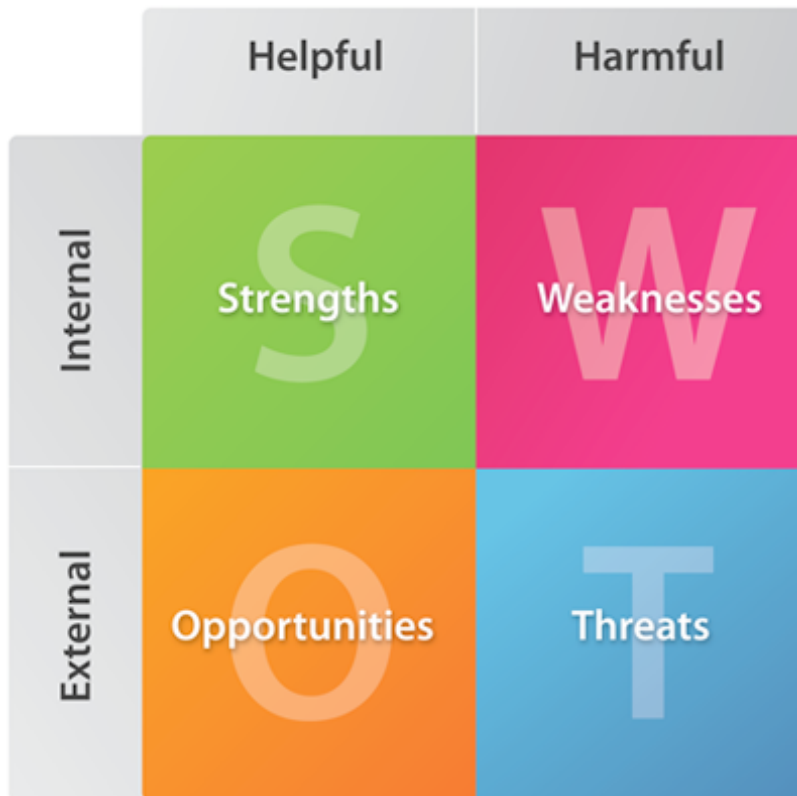 Helpful
Harmful
Internal
S
Strengths
W
Weaknesses
External
O
Opportunities
T
Threats